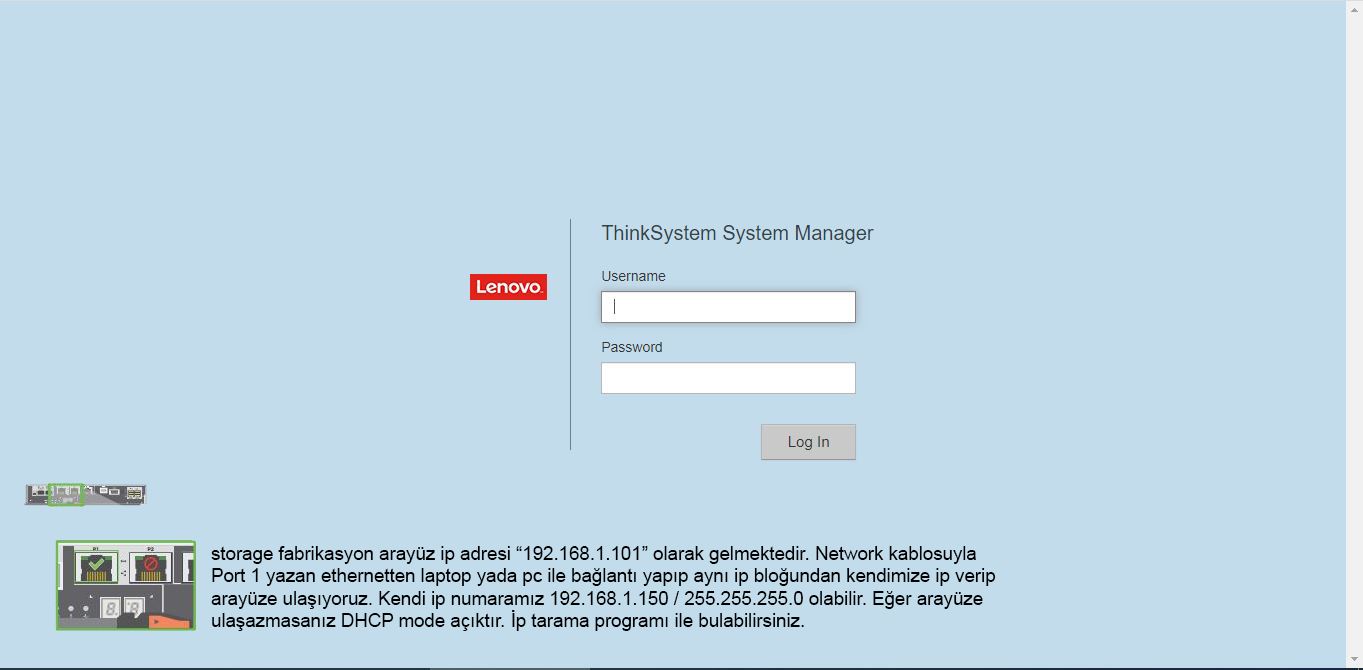 ThinkSystem System Manager
Username
Lenovo
Password
Log In
P1 P2
storage fabrikasyon arayüz ip adresi “192.168.1.101” olarak gelmektedir. Network kablosuyla
Port 1 yazan ethernetten laptop yada pc ile bağlantı yapıp aynı ip bloğundan kendimize ip verip
arayüze ulaşıyoruz. Kendi ip numaramız 192.168.1.150 / 255.255.255.0 olabilir. Eğer arayüze
ulaşazmasanız DHCP mode açıktır. İp tarama programı ile bulabilirsiniz.